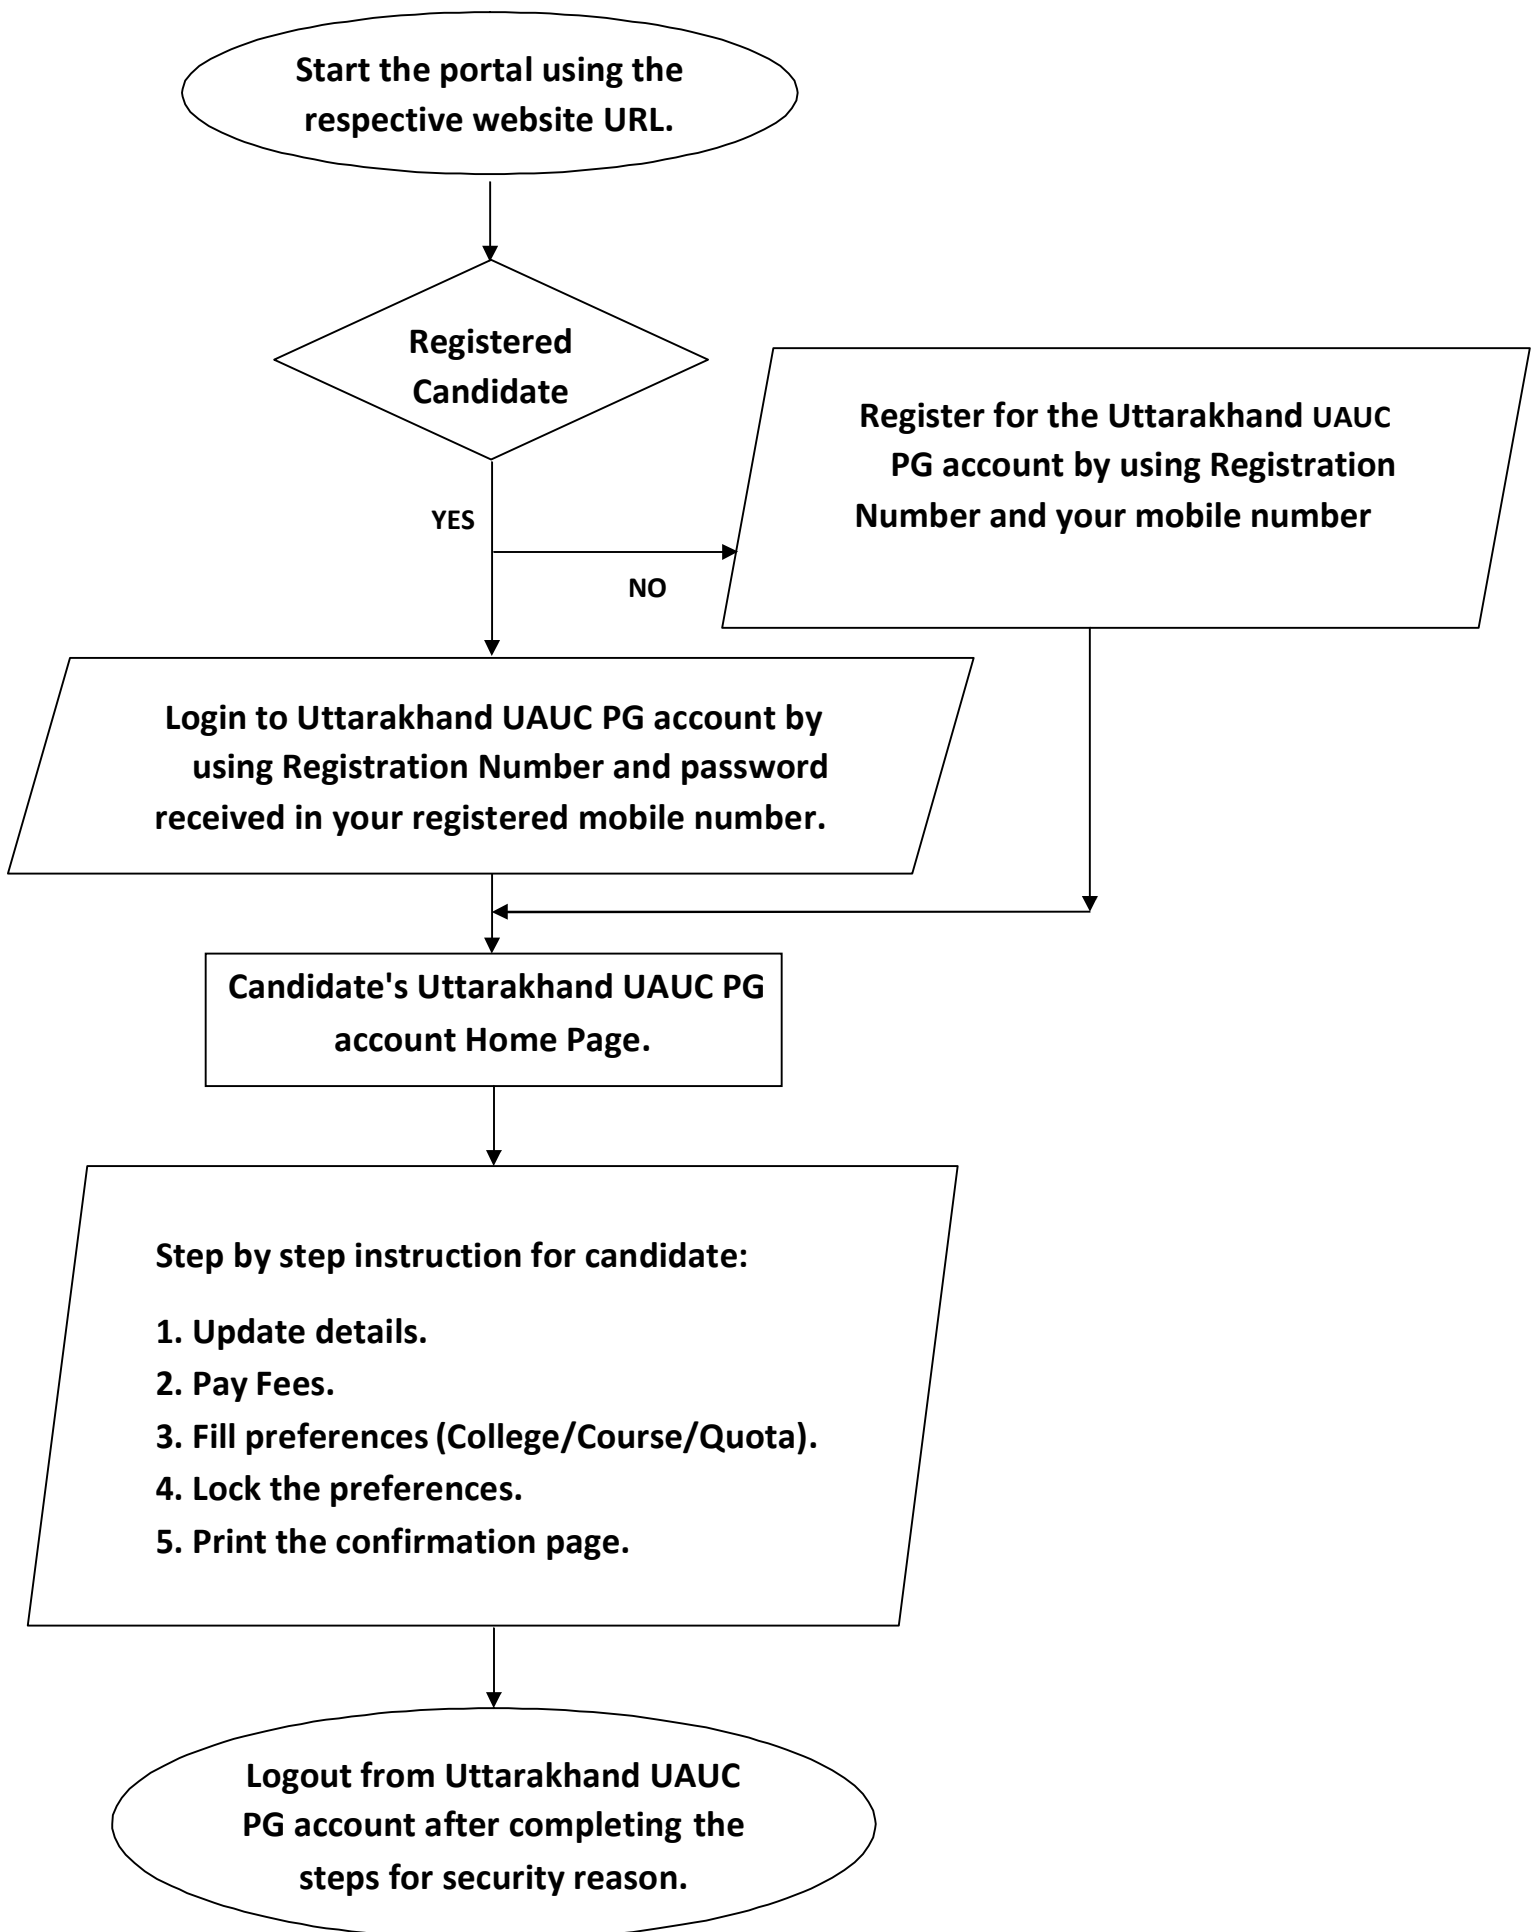 Start the portal using the
respective website URL.
Registered
Candidate
Register for the Uttarakhand UAUC
PG account by using Registration
Number and your mobile number
YES
NO
Login to Uttarakhand UAUC PG account by
using Registration Number and password
received in your registered mobile number.
Candidate's Uttarakhand UAUC PG
account Home Page.
Step by step instruction for candidate:
1. Update details.
2. Pay Fees.
3. Fill preferences (College/Course/Quota).
4. Lock the preferences.
5. Print the confirmation page.
Logout from Uttarakhand UAUC
PG account after completing the
steps for security reason.